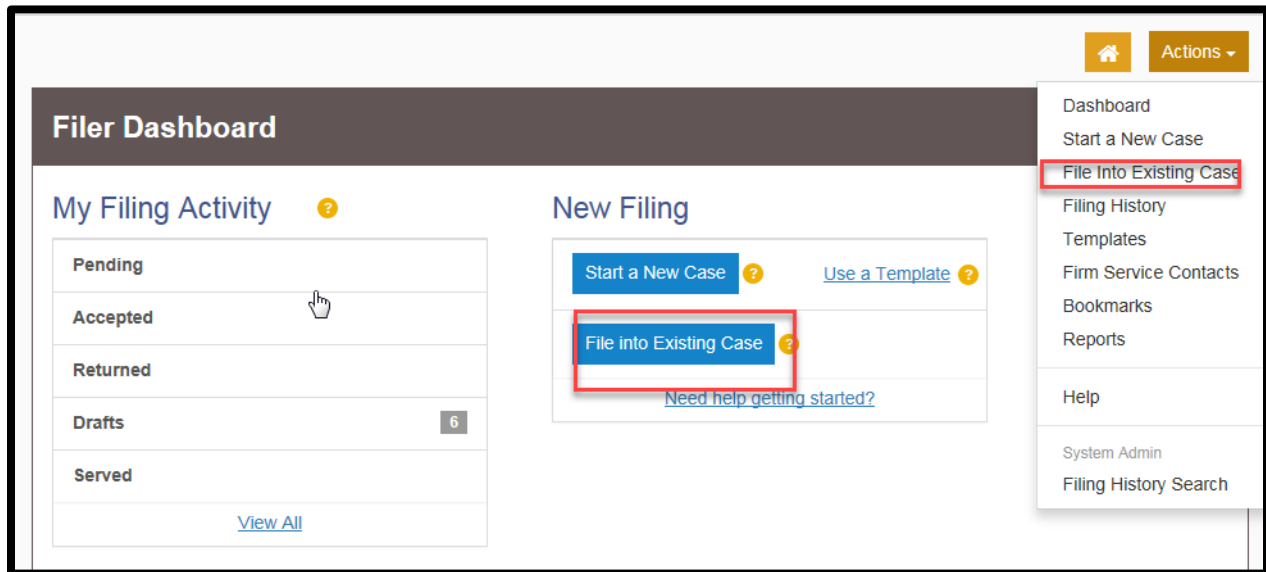 Actions
Filer Dashboard
My Filing Activity ?
Pending
Accepted
Returned
Drafts 6
Served
View All
New Filing
Start a New Case ? Use a Template ?
File into Existing Case ?
Need help getting started?
Dashboard
Start a New Case
File Into Existing Case
Filing History
Templates
Firm Service Contacts
Bookmarks
Reports
Help
System Admin
Filing History Search